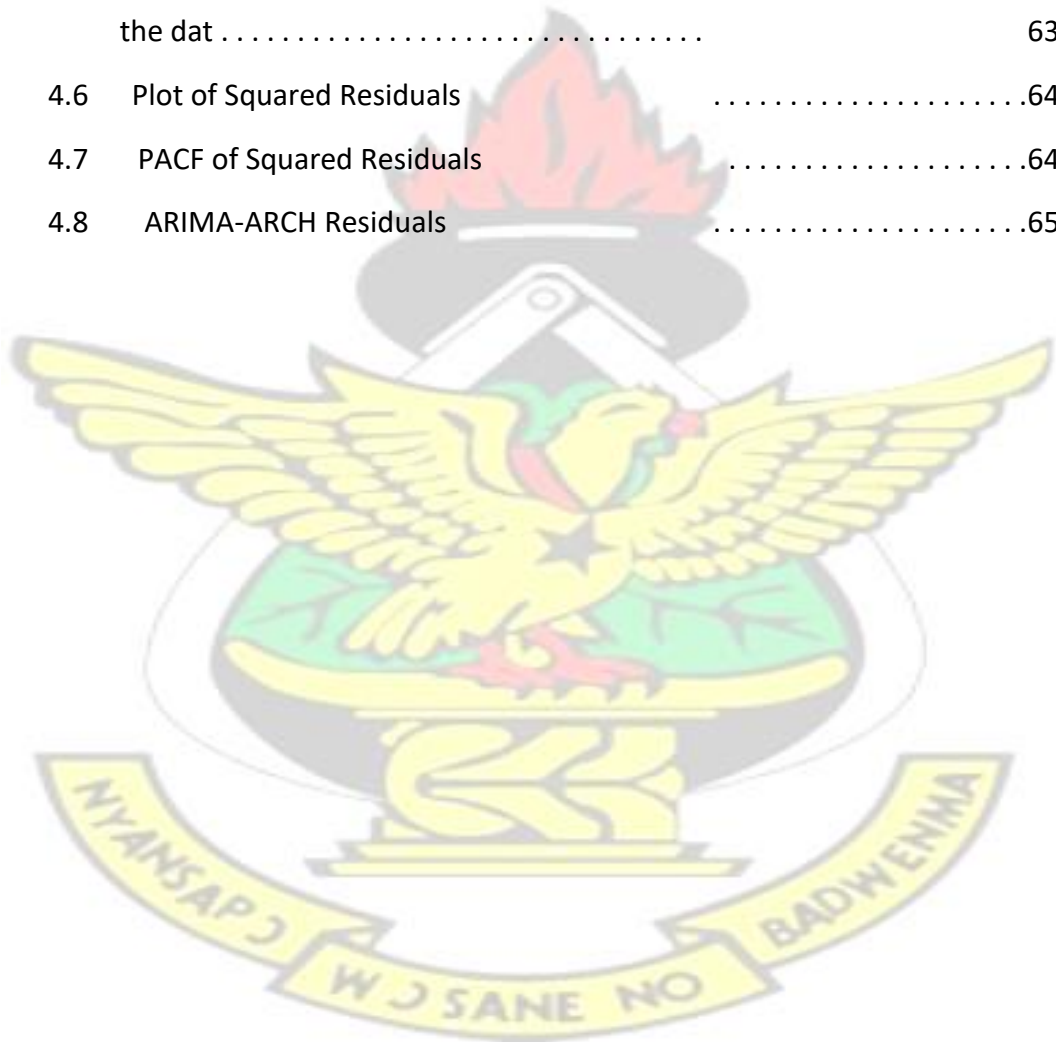 the dat . . . . . . . . . . . . . . . . . . . . . . . . . . . . . . . . 63
4.6 Plot of Squared Residuals . . . . . . . . . . . . . . . . . . . . .64
4.7 PACF of Squared Residuals . . . . . . . . . . . . . . . . . . . .64
4.8 ARIMA-ARCH Residuals . . . . . . . . . . . . . . . . . . . . .65
NYANSAPƆ
WƆ SANE NO
BADWENMA